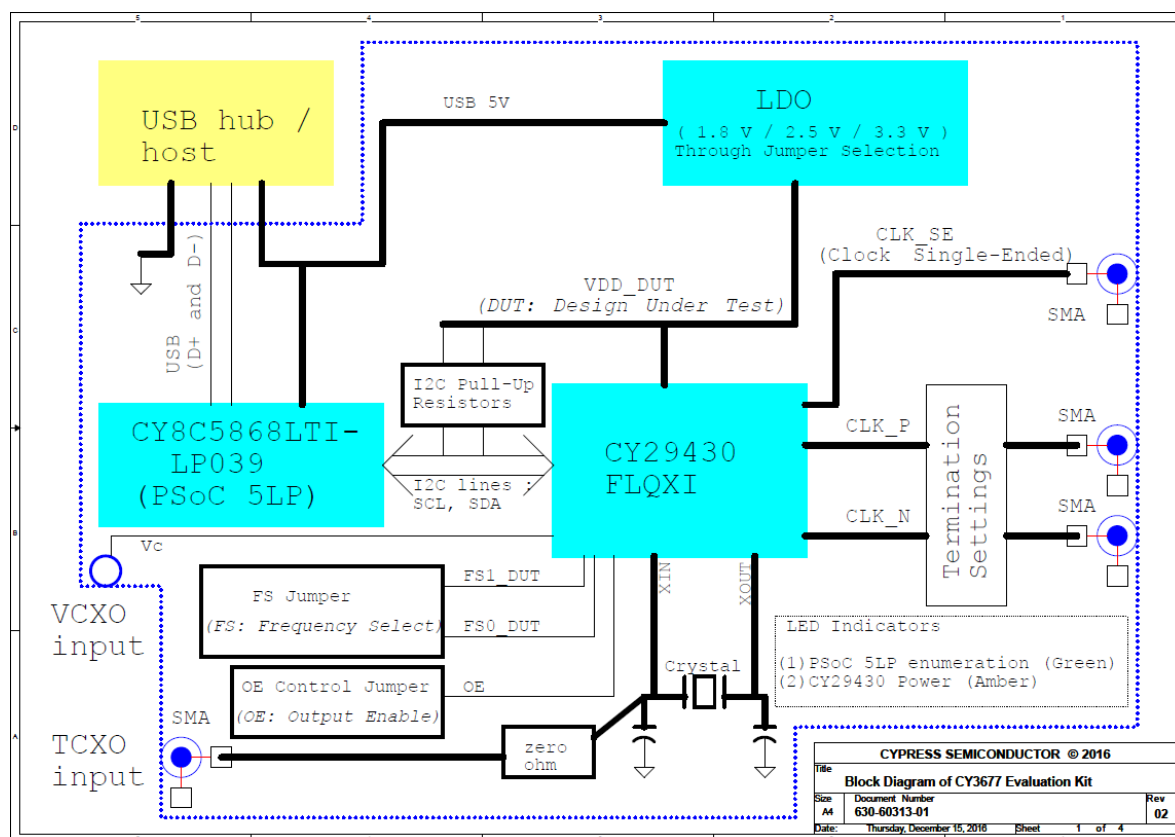 5
4
3
2
1
D
C
B
A
USB hub /
host
USB 5V
LDO
( 1.8 V / 2.5 V / 3.3 V )
Through Jumper Selection
USB
(D+ and D-)
CLK_SE
(Clock Single-Ended)
SMA
VDD_DUT
(DUT: Design Under Test)
I2C Pull-Up
Resistors
CY8C5868LTI-
LP039
(PSoC 5LP)
I2C lines :
SCL, SDA
CY29430
FLQXI
CLK_P
CLK_N
Termination
Settings
SMA
SMA
Vc
VCXO
input
FS Jumper
(FS: Frequency Select)
FS1_DUT
FS0_DUT
XIN
XOUT
OE Control Jumper
(OE: Output Enable)
OE
Crystal
LED Indicators
(1)PSoC 5LP enumeration (Green)
(2)CY29430 Power (Amber)
SMA
TCXO
input
zero
ohm
CYPRESS SEMICONDUCTOR © 2016
Title
Block Diagram of CY3677 Evaluation Kit
Size
A4
Document Number
630-60313-01
Rev
02
Date:
Thursday, December 15, 2016
Sheet
1 of 4